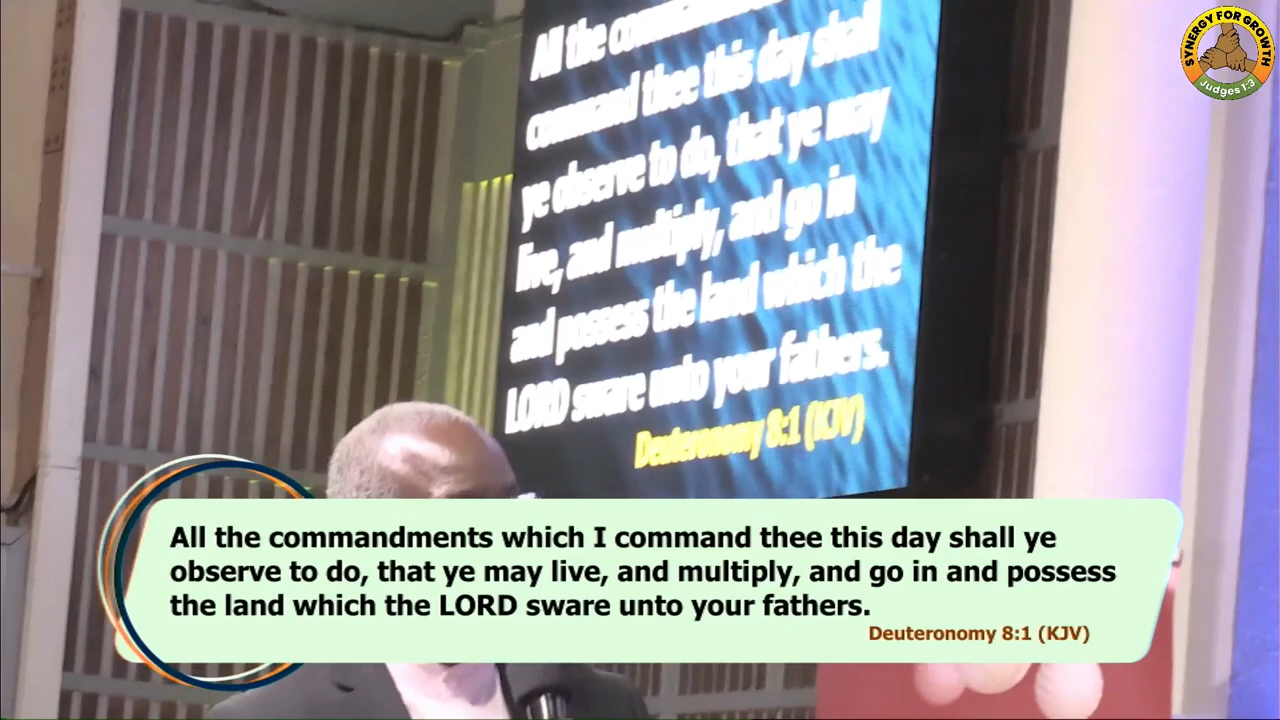 All the
command thee this day shall
ye observe to do, that ye may
live, and multiply, and go in
and possess the land which the
LORD sware unto your fathers.
Deuteronomy 8:1 (KJV)
SYNERGY FOR GROWTH
Judges 1:3
All the commandments which I command thee this day shall ye
observe to do, that ye may live, and multiply, and go in and possess
the land which the LORD sware unto your fathers.
Deuteronomy 8:1 (KJV)